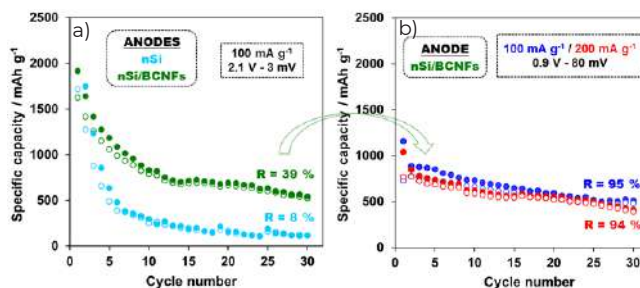 a)
ANODES
nSi
nSi/BCNFs
100 mA g⁻¹
2.1 V - 3 mV
R = 39 %
R = 8 %
Specific capacity / mAh g⁻¹
2500
2000
1500
1000
500
0
0 5 10 15 20 25 30
Cycle number
b)
ANODE
nSi/BCNFs
100 mA g⁻¹ / 200 mA g⁻¹
0.9 V - 80 mV
R = 95 %
R = 94 %
Specific capacity / mAh g⁻¹
2500
2000
1500
1000
500
0
0 5 10 15 20 25 30
Cycle number